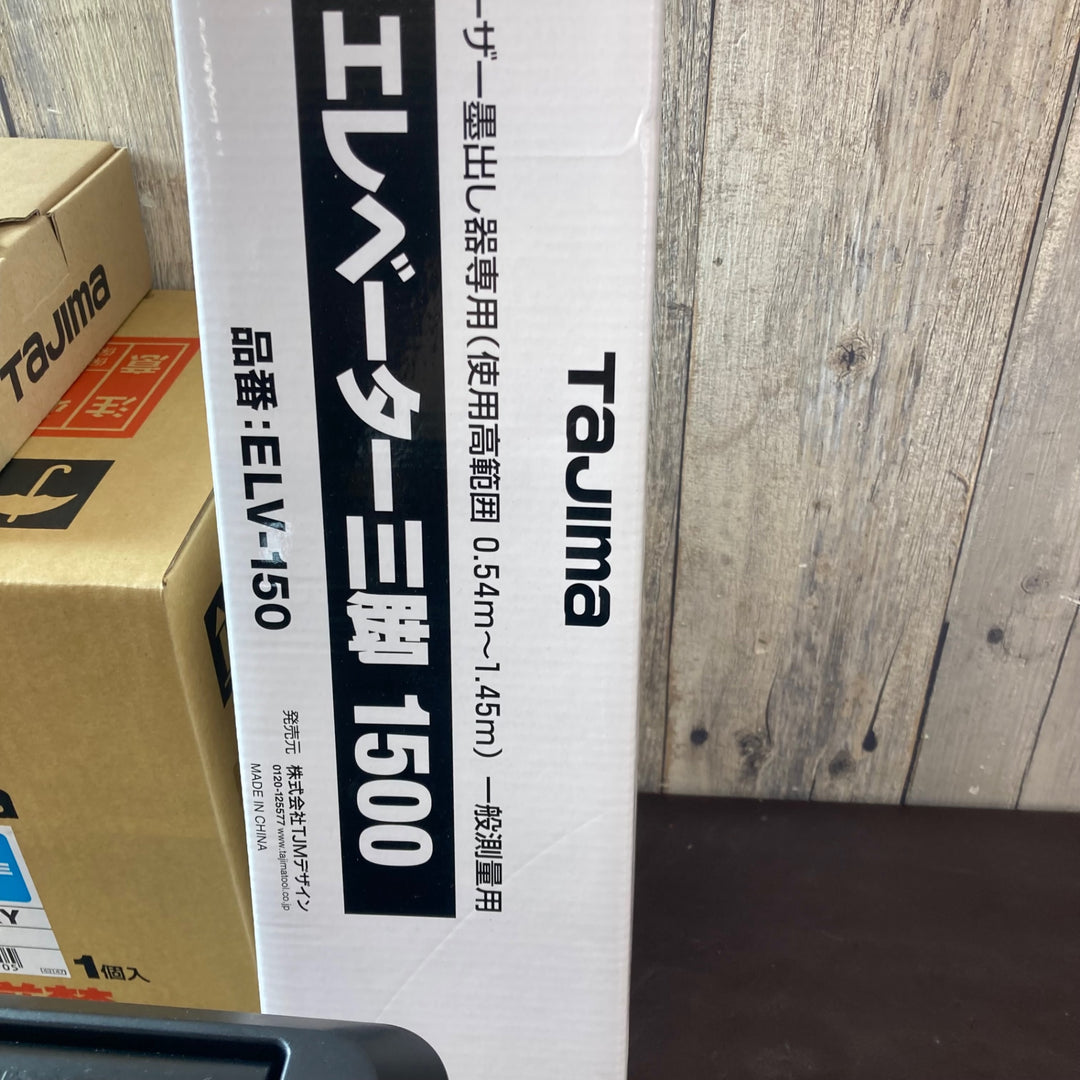 Tajima
ーザー墨出し器専用(使用高範囲 0.54m〜1.45m) 一般測量用
エレベーター三脚 1500
品番:ELV-150
発売元 株式会社TJMデザイン
0120-125577 www.tajimatool.co.jp
MADE IN CHINA
Tajima
注
1個入